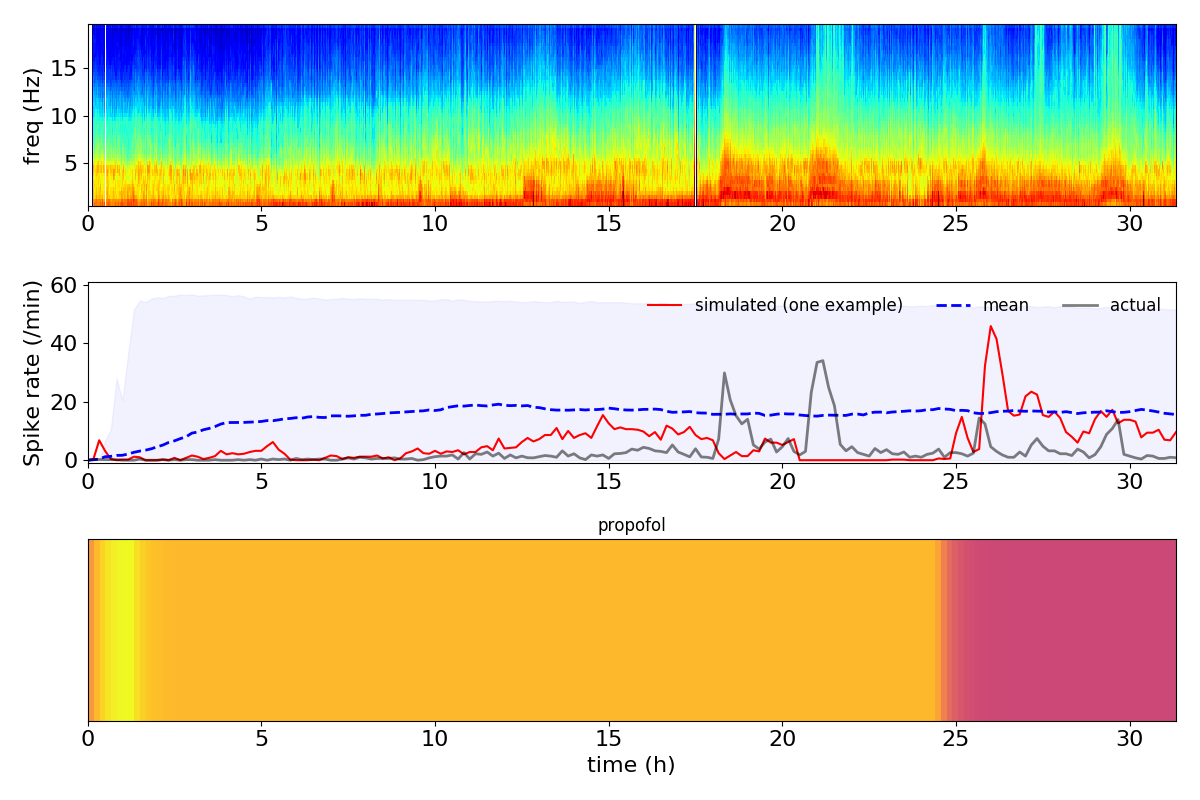 freq (Hz)
15
10
5
0 5 10 15 20 25 30
Spike rate (/min)
60
40
20
0
simulated (one example) mean actual
0 5 10 15 20 25 30
propofol
0 5 10 15 20 25 30
time (h)